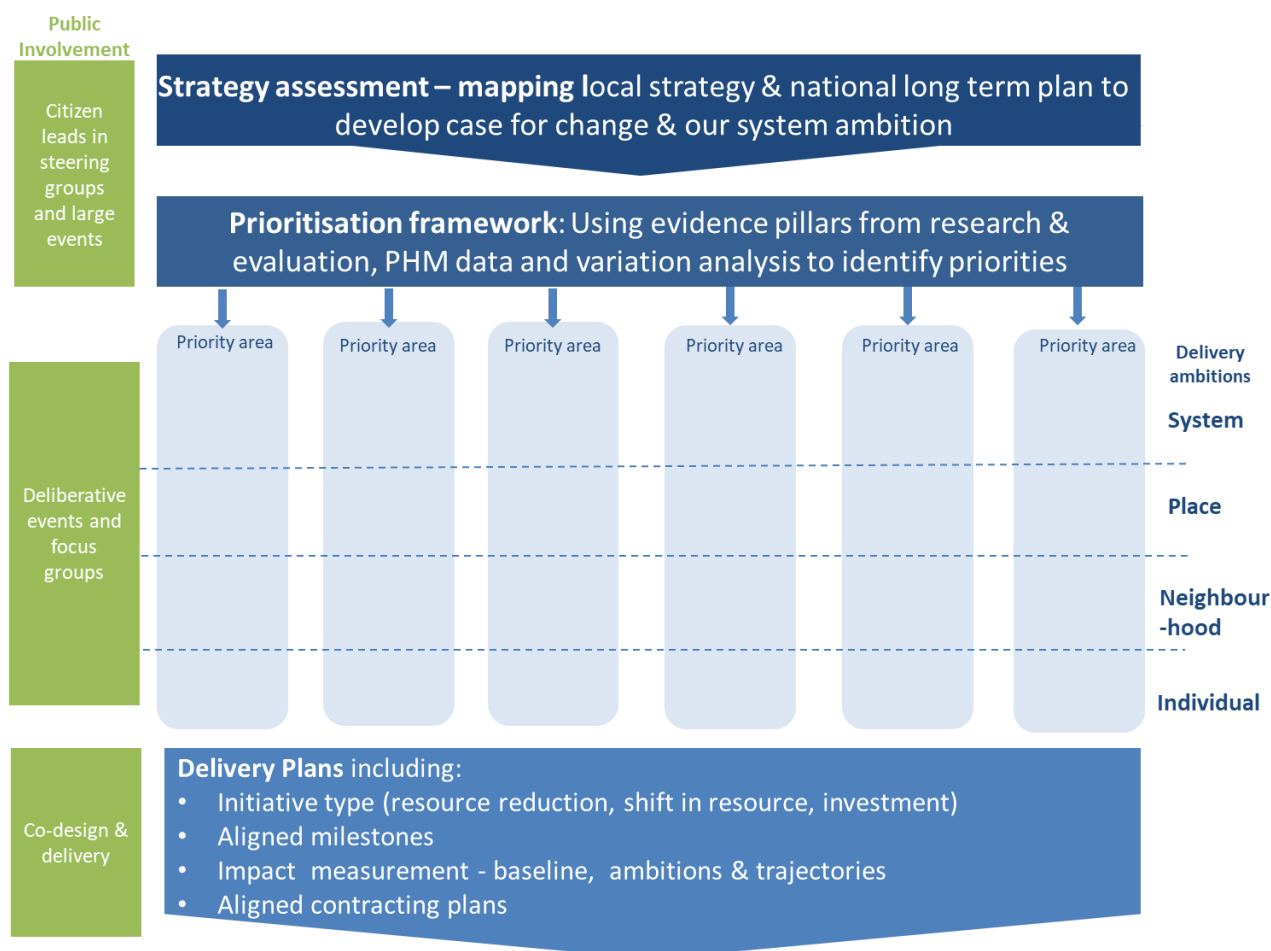 Public
Involvement
Citizen
leads in
steering
groups
and large
events
Strategy assessment – mapping local strategy & national long term plan to
develop case for change & our system ambition
Prioritisation framework: Using evidence pillars from research &
evaluation, PHM data and variation analysis to identify priorities
Priority area
Priority area
Priority area
Priority area
Priority area
Priority area
Delivery
ambitions
System
Place
Neighbour
-hood
Individual
Deliberative
events and
focus
groups
Co-design &
delivery
Delivery Plans including:
• Initiative type (resource reduction, shift in resource, investment)
• Aligned milestones
• Impact measurement - baseline, ambitions & trajectories
• Aligned contracting plans